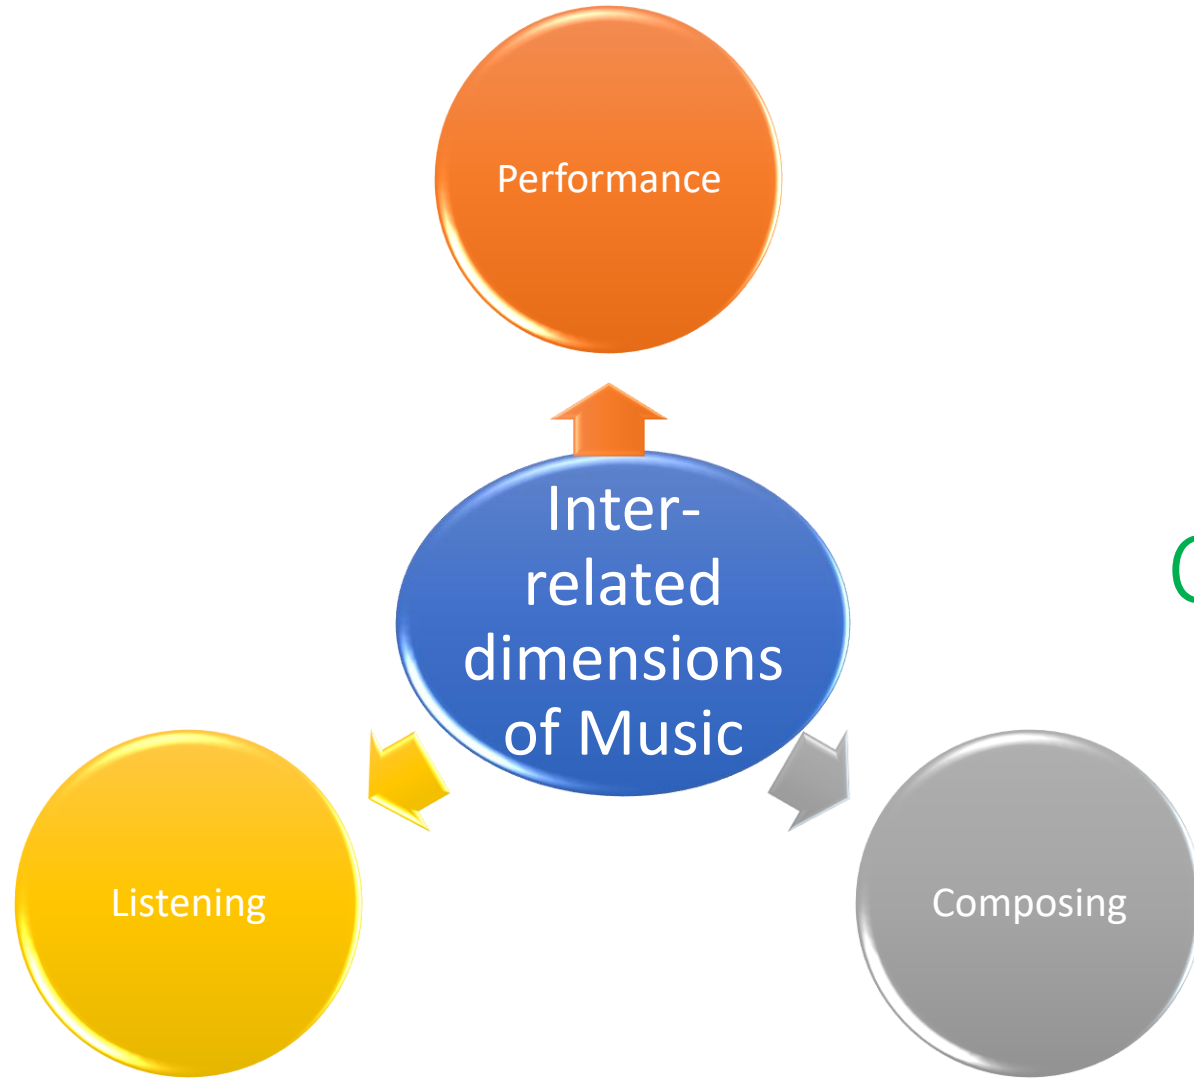 Performance
Inter-
related
dimensions
of Music
Listening
Composing